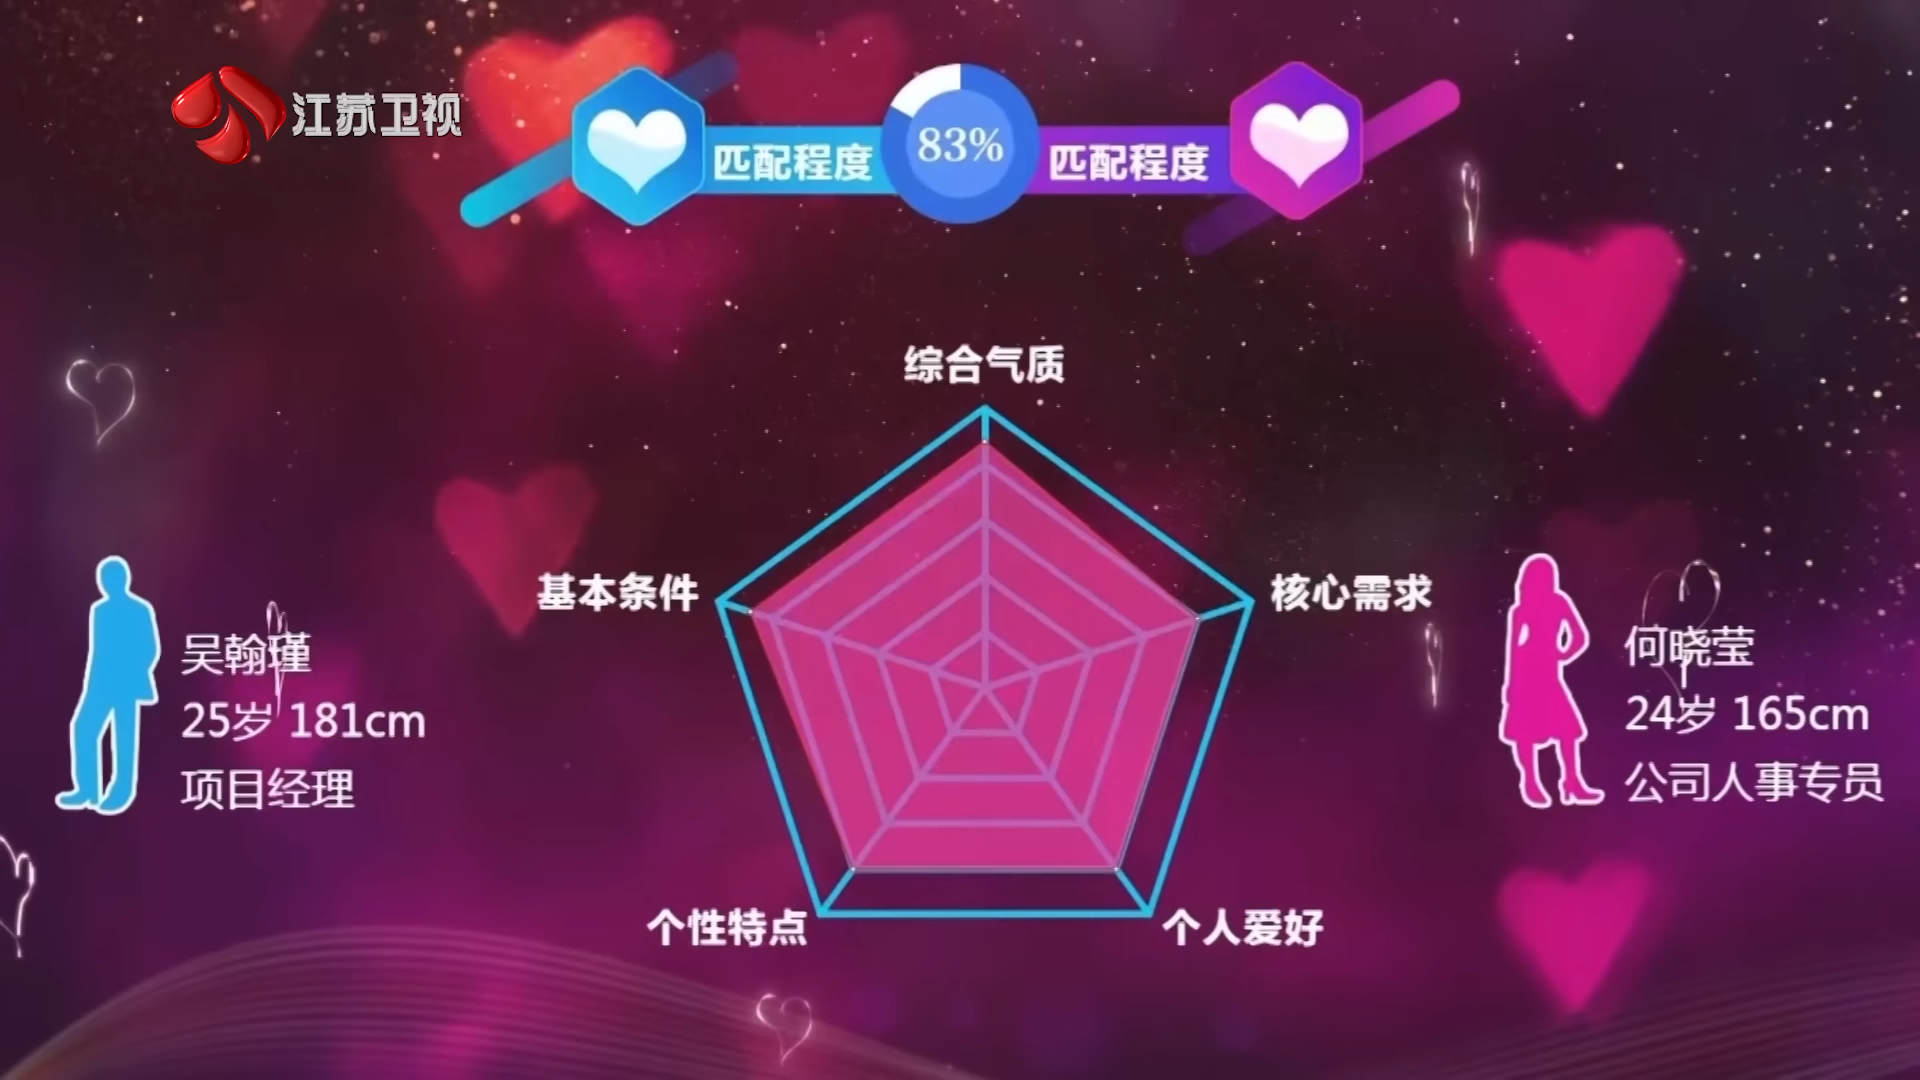 江苏卫视
匹配程度
83%
匹配程度
综合气质
基本条件
核心需求
吴翰瑾
25岁 181cm
项目经理
何晓莹
24岁 165cm
公司人事专员
个性特点
个人爱好